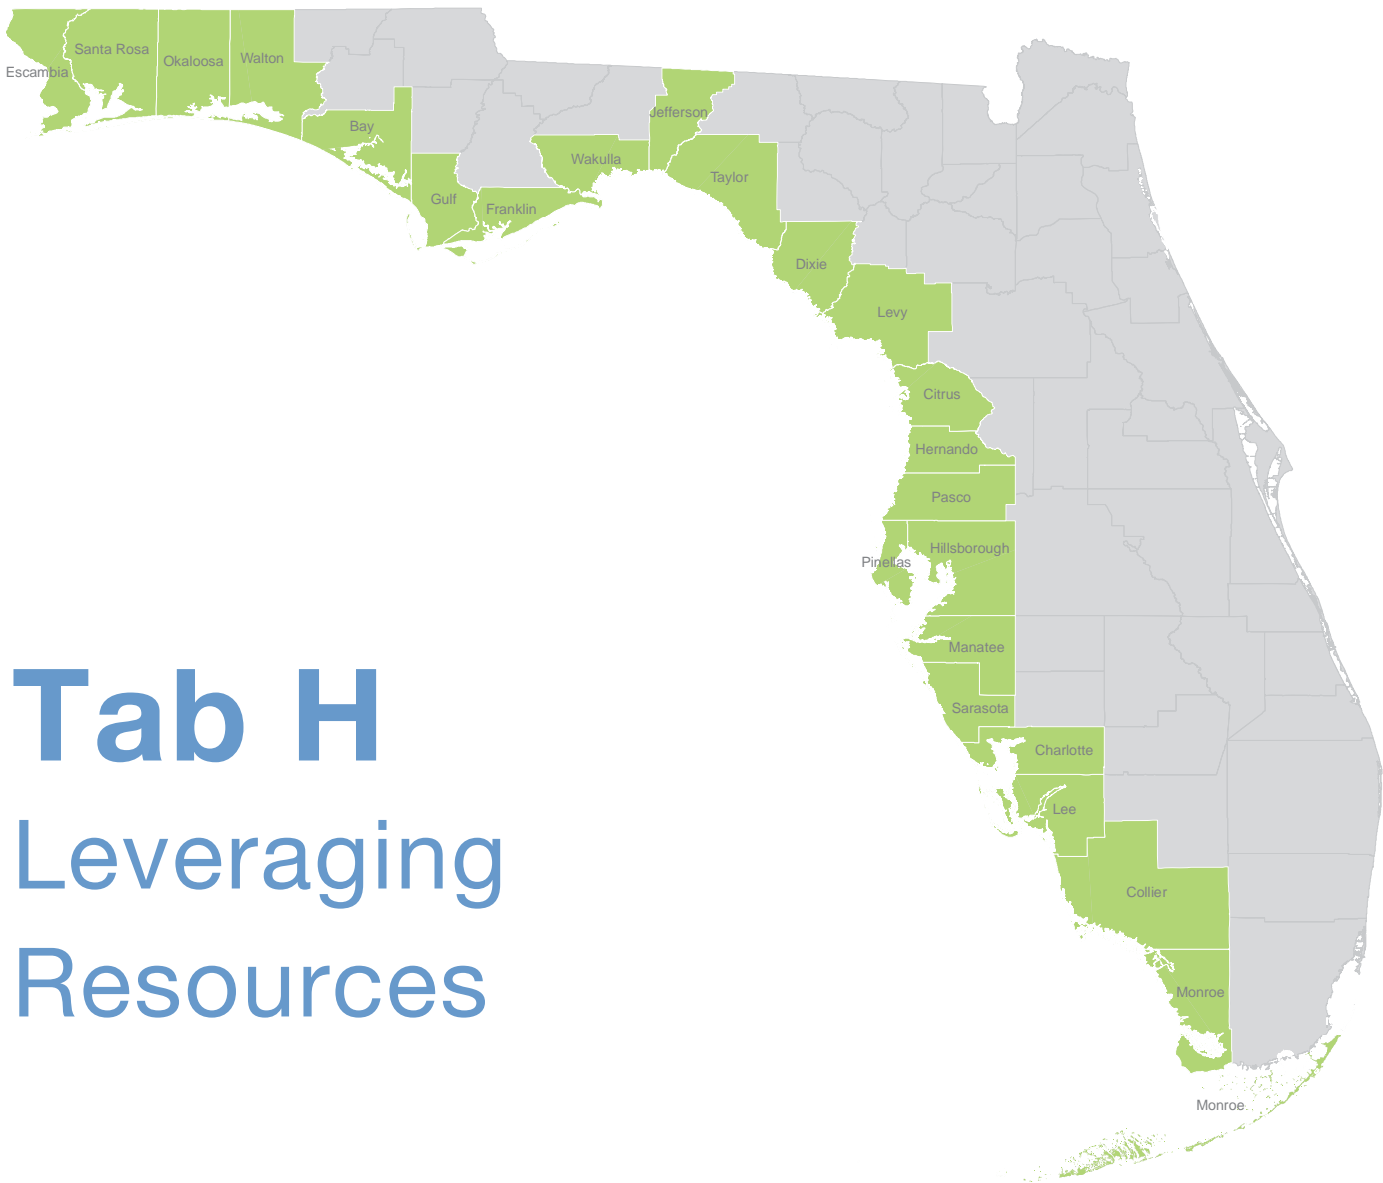 Escambia
Santa Rosa
Okaloosa
Walton
Bay
Gulf
Franklin
Wakulla
Jefferson
Taylor
Dixie
Levy
Citrus
Hernando
Pasco
Pinellas
Hillsborough
Manatee
Sarasota
Charlotte
Lee
Collier
Monroe
Monroe
Tab H
Leveraging
Resources